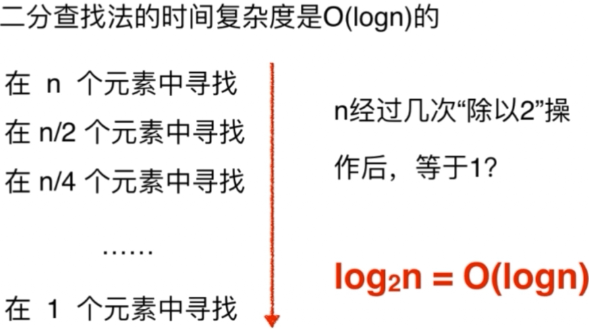 二分查找法的时间复杂度是O(logn)的
在 n 个元素中寻找
在 n/2 个元素中寻找
在 n/4 个元素中寻找
……
在 1 个元素中寻找
n经过几次“除以2”操
作后，等于1?
log₂n = O(logn)